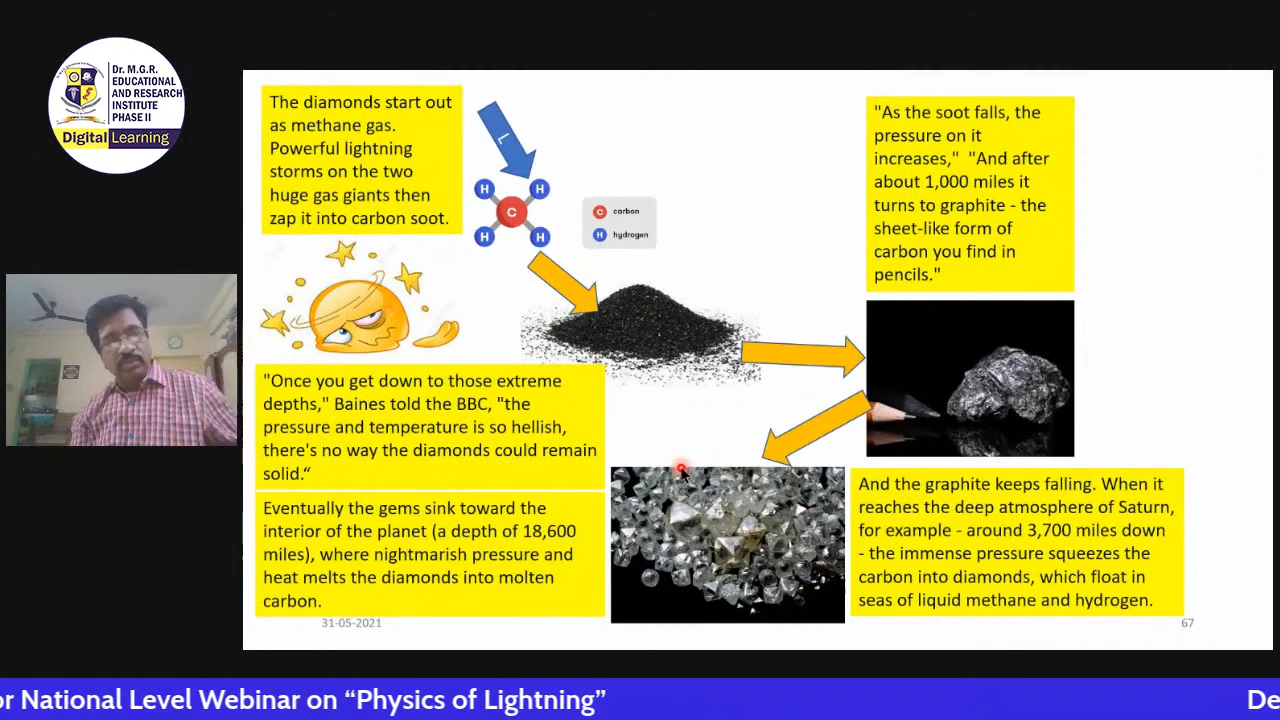 Dr. M.G.R.
EDUCATIONAL
AND RESEARCH
INSTITUTE
PHASE II
Digital Learning
The diamonds start out
as methane gas.
Powerful lightning
storms on the two
huge gas giants then
zap it into carbon soot.
L
H
H
C
H
H
C carbon
H hydrogen
"As the soot falls, the
pressure on it
increases," "And after
about 1,000 miles it
turns to graphite - the
sheet-like form of
carbon you find in
pencils."
"Once you get down to those extreme
depths," Baines told the BBC, "the
pressure and temperature is so hellish,
there's no way the diamonds could remain
solid.“
Eventually the gems sink toward the
interior of the planet (a depth of 18,600
miles), where nightmarish pressure and
heat melts the diamonds into molten
carbon.
And the graphite keeps falling. When it
reaches the deep atmosphere of Saturn,
for example - around 3,700 miles down
- the immense pressure squeezes the
carbon into diamonds, which float in
seas of liquid methane and hydrogen.
31-05-2021
67
or National Level Webinar on “Physics of Lightning”
De